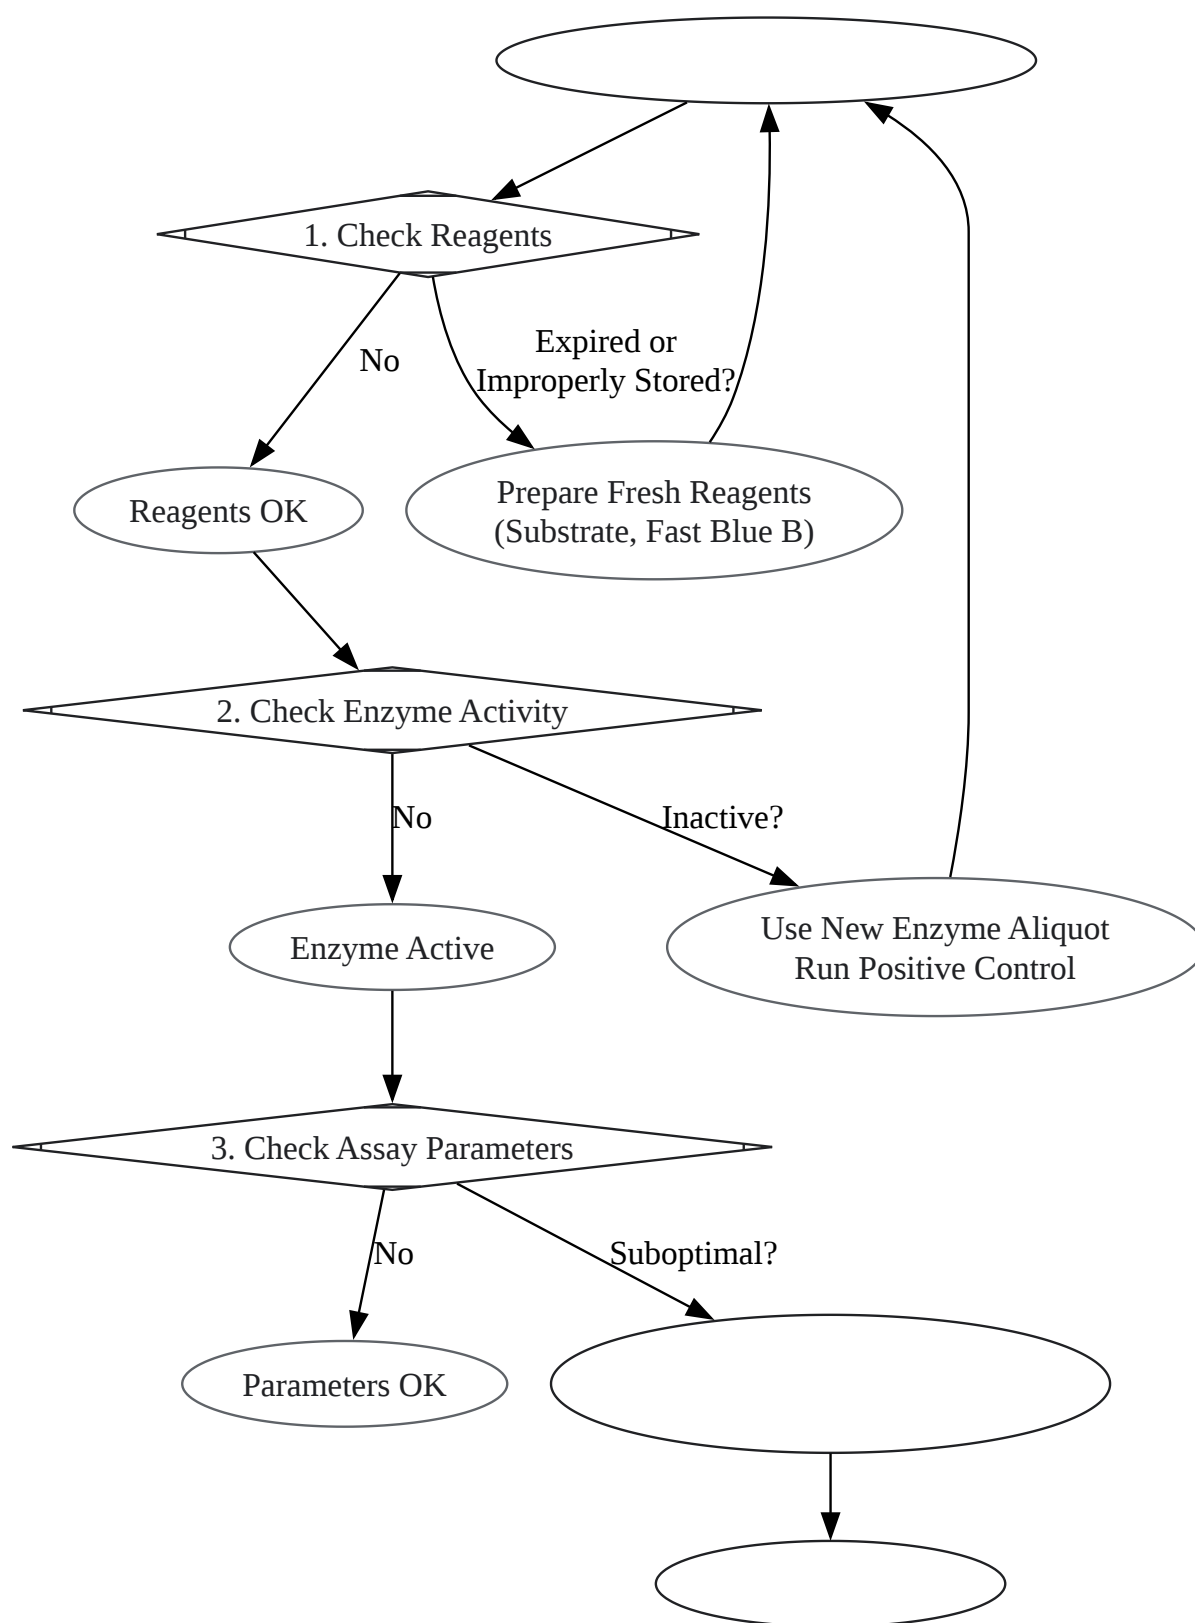 1. Check Reagents
No
Expired or
Improperly Stored?
Reagents OK
Prepare Fresh Reagents
(Substrate, Fast Blue B)
2. Check Enzyme Activity
No
Inactive?
Enzyme Active
Use New Enzyme Aliquot
Run Positive Control
3. Check Assay Parameters
No
Suboptimal?
Parameters OK